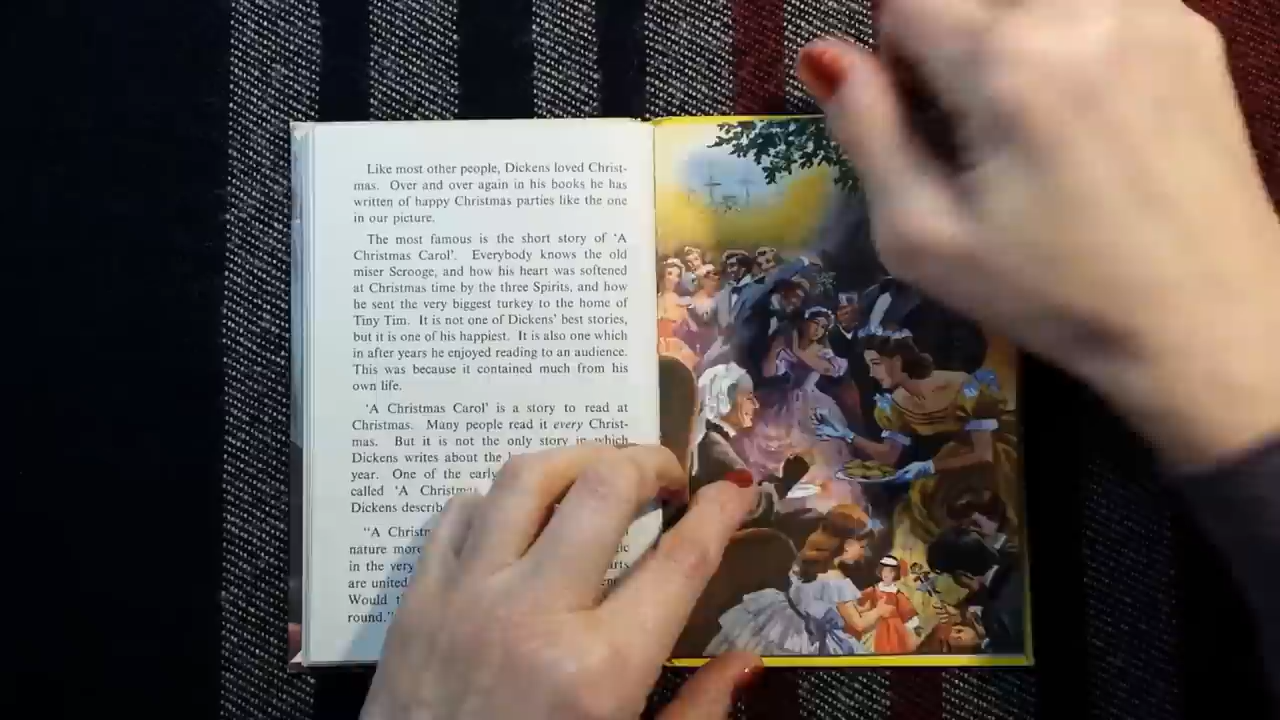 Like most other people, Dickens loved Christ-
mas. Over and over again in his books he has
written of happy Christmas parties like the one
in our picture.
The most famous is the short story of ‘A
Christmas Carol’. Everybody knows the old
miser Scrooge, and how his heart was softened
at Christmas time by the three Spirits, and how
he sent the very biggest turkey to the home of
Tiny Tim. It is not one of Dickens’ best stories,
but it is one of his happiest. It is also one which
in after years he enjoyed reading to an audience.
This was because it contained much from his
own life.
‘A Christmas Carol’ is a story to read at
Christmas. Many people read it every Christ-
mas. But it is not the only story in which
Dickens writes about the
year. One of the early
called ‘A
Dickens
“A
nature more
in the very
are united
Would
round.”